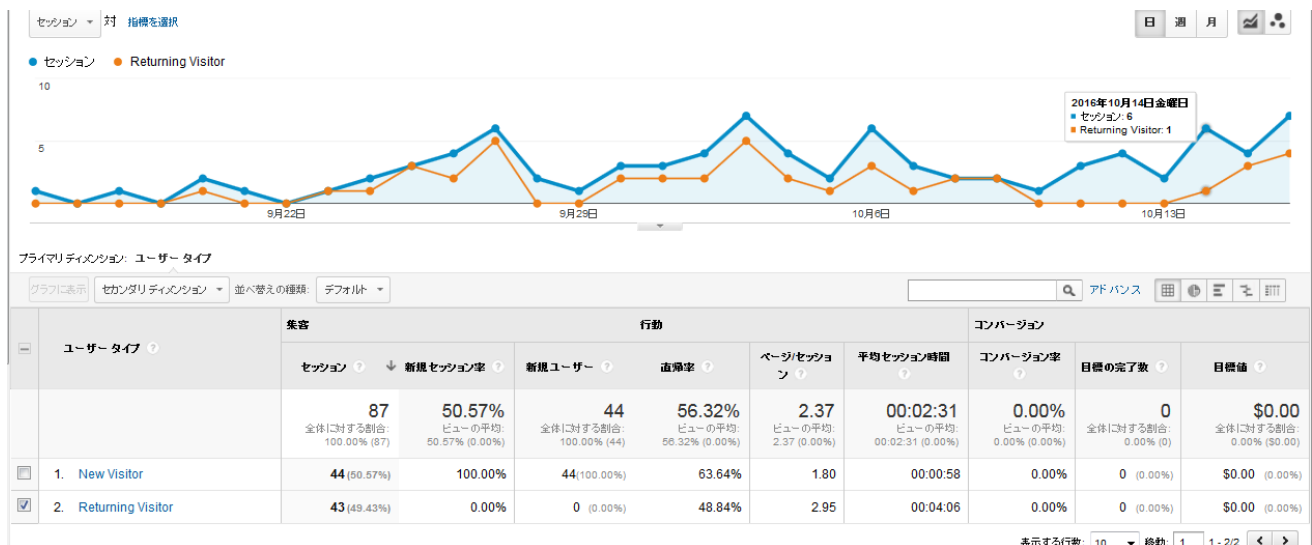 セッション 対 指標を選択
日 週 月
セッション Returning Visitor
10
5
2016年10月14日金曜日
セッション: 6
Returning Visitor: 1
9月22日 9月29日 10月6日 10月13日
プライマリ ディメンション: ユーザー タイプ
グラフに表示 セカンダリ ディメンション 並べ替えの種類: デフォルト アドバンス
ユーザー タイプ ?
集客 行動 コンバージョン
セッション ? 新規セッション率 ? 新規ユーザー ? 直帰率 ? ページ/セッション ? 平均セッション時間 ? コンバージョン率 ? 目標の完了数 ? 目標値 ?
87 50.57% 44 56.32% 2.37 00:02:31 0.00% 0 $0.00
全体に対する割合: ビューの平均: 全体に対する割合: ビューの平均: ビューの平均: ビューの平均: ビューの平均: 全体に対する割合: 全体に対する割合:
100.00% (87) 50.57% (0.00%) 100.00% (44) 56.32% (0.00%) 2.37 (0.00%) 00:02:31 (0.00%) 0.00% (0.00%) 0.00% (0) 0.00% ($0.00)
1. New Visitor 44 (50.57%) 100.00% 44(100.00%) 63.64% 1.80 00:00:58 0.00% 0 (0.00%) $0.00 (0.00%)
2. Returning Visitor 43 (49.43%) 0.00% 0 (0.00%) 48.84% 2.95 00:04:06 0.00% 0 (0.00%) $0.00 (0.00%)
表示する行数: 10 移動: 1 1 - 2/2